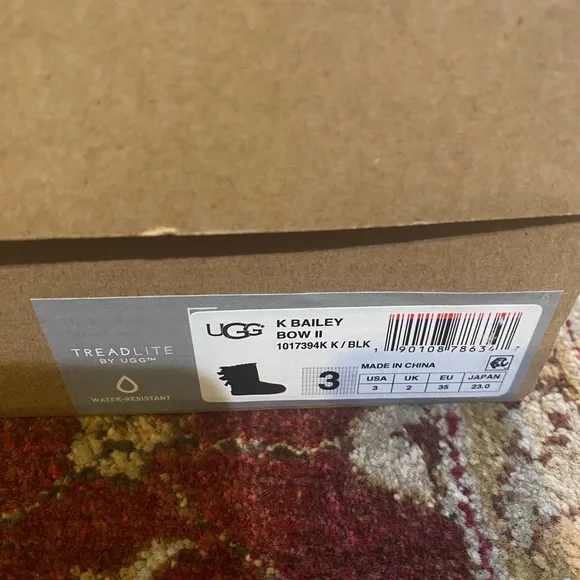 TREADLITE
BY UGG™
WATER-RESISTANT
UGG
K BAILEY
BOW II
1017394K K / BLK
MADE IN CHINA
3
USA UK EU JAPAN
3 2 35 23.0